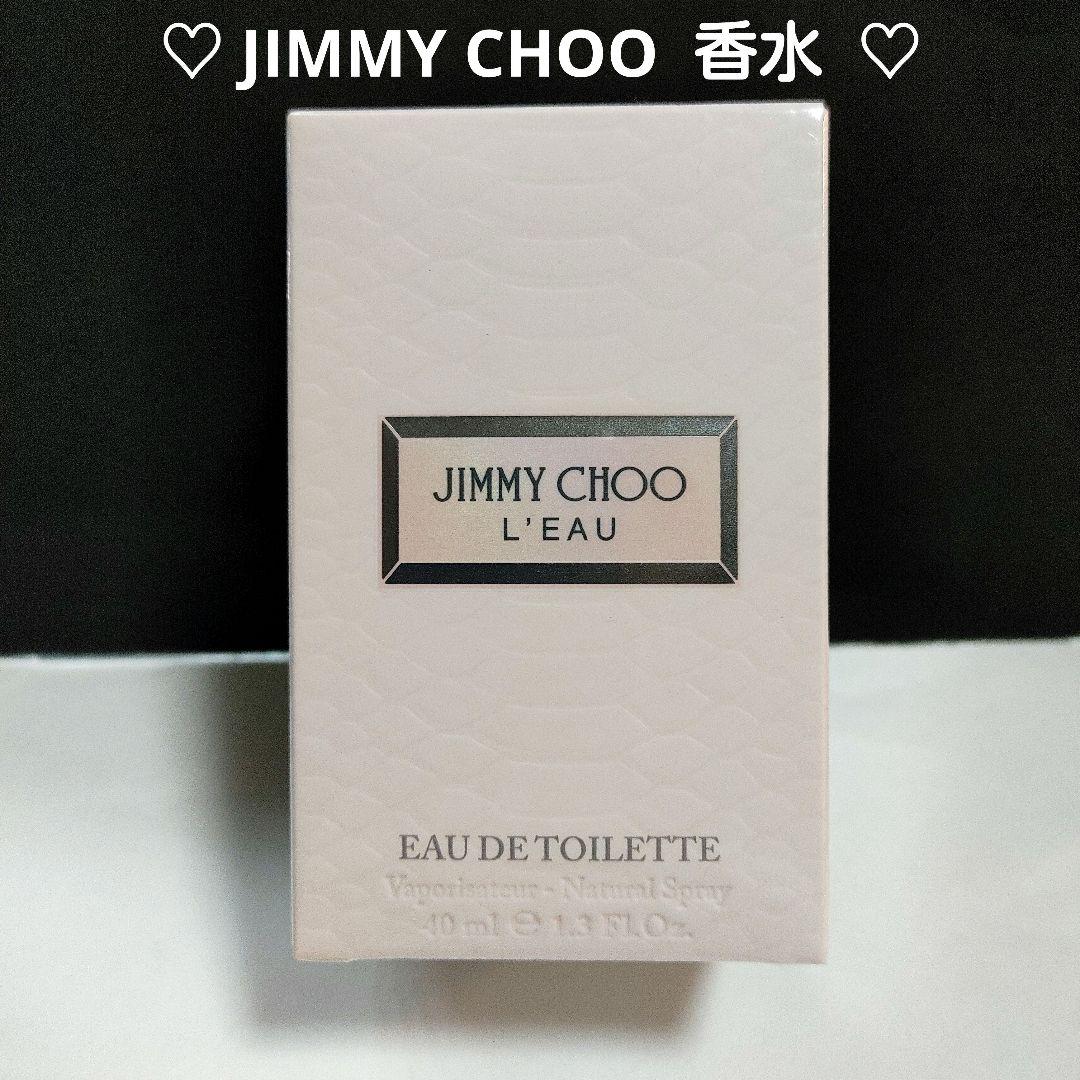 ♡ JIMMY CHOO 香水 ♡
JIMMY CHOO
L'EAU
EAU DE TOILETTE
Vaporisateur - Natural Spray
40 ml ℮ 1.3 Fl.Oz.